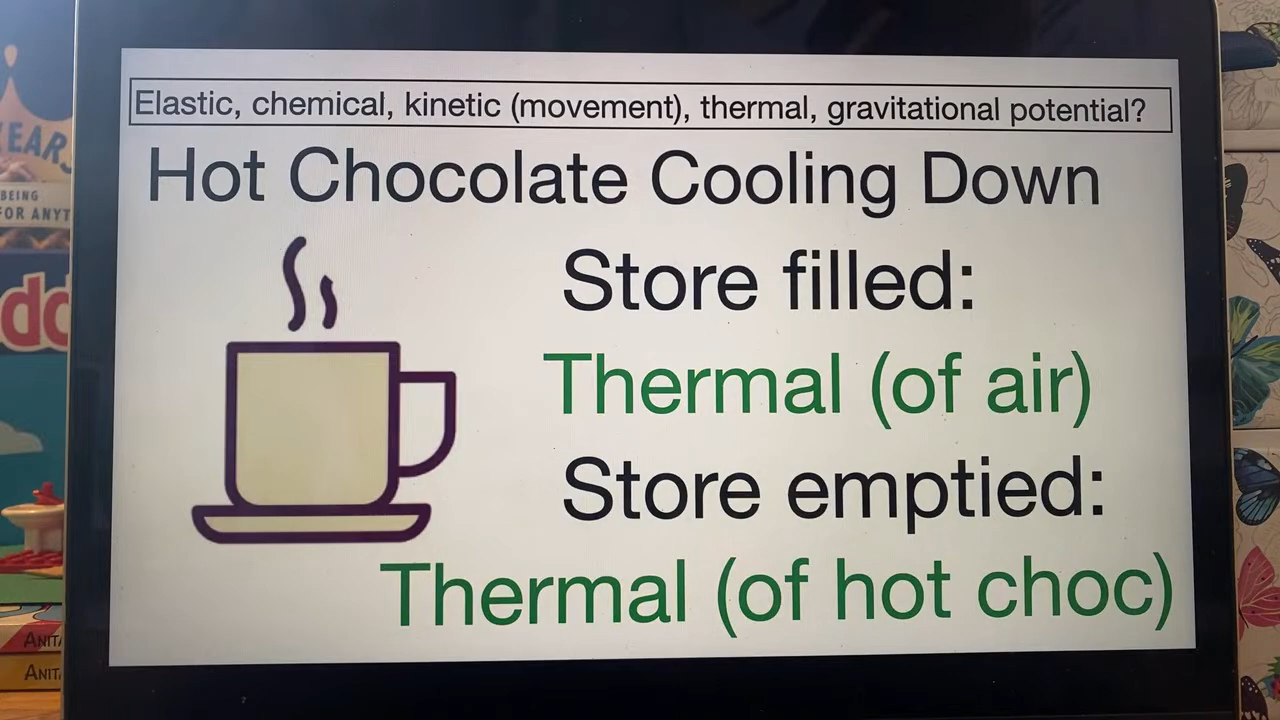 Elastic, chemical, kinetic (movement), thermal, gravitational potential?
Hot Chocolate Cooling Down
Store filled:
Thermal (of air)
Store emptied:
Thermal (of hot choc)
BEING